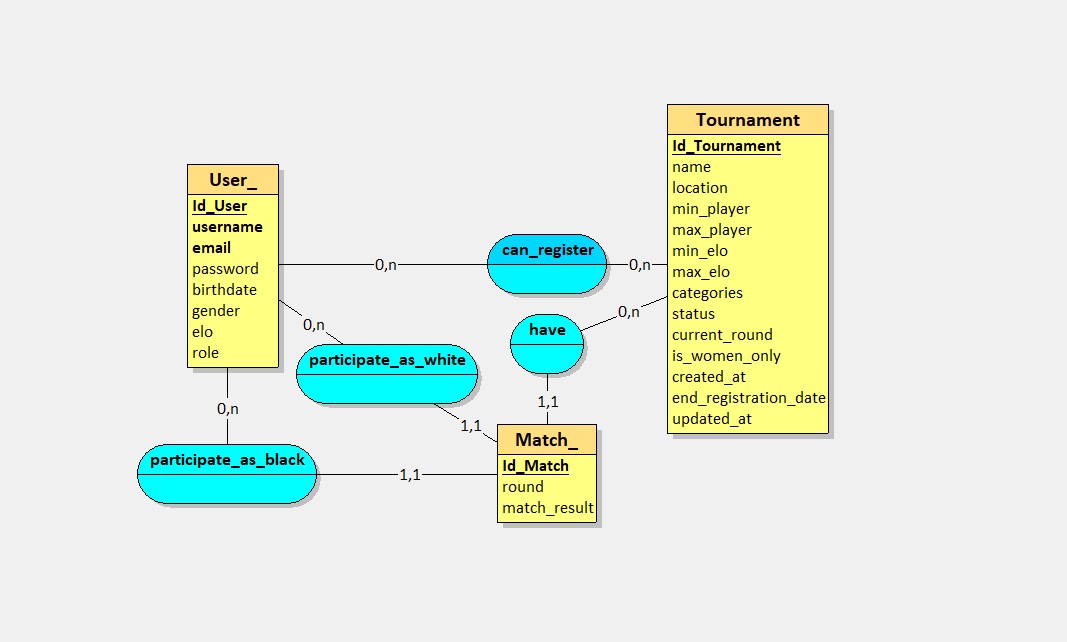 Tournament
Id_Tournament
name
location
min_player
max_player
min_elo
max_elo
categories
status
current_round
is_women_only
created_at
end_registration_date
updated_at
User_
Id_User
username
email
password
birthdate
gender
elo
role
0,n
can_register
0,n
0,n
have
0,n
participate_as_white
1,1
1,1
0,n
participate_as_black
1,1
Match_
Id_Match
round
match_result